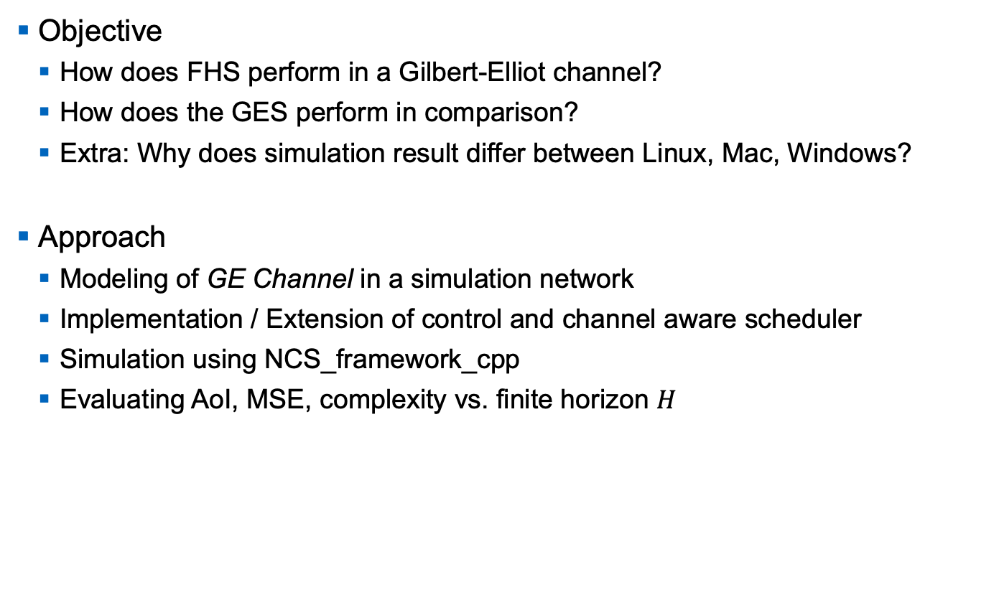 Objective
How does FHS perform in a Gilbert-Elliot channel?
How does the GES perform in comparison?
Extra: Why does simulation result differ between Linux, Mac, Windows?
Approach
Modeling of GE Channel in a simulation network
Implementation / Extension of control and channel aware scheduler
Simulation using NCS_framework_cpp
Evaluating AoI, MSE, complexity vs. finite horizon H